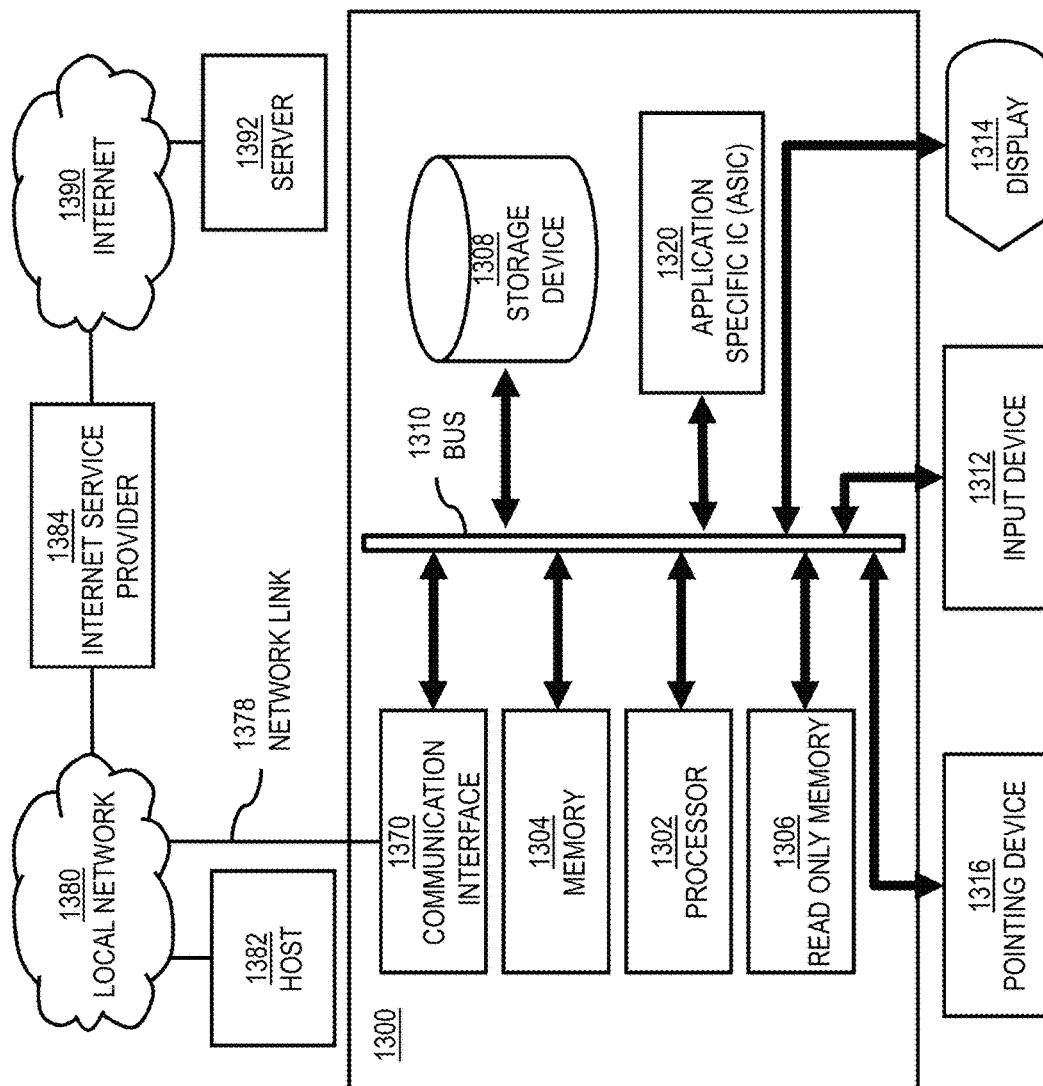 1380
LOCAL NETWORK
1384
INTERNET SERVICE
PROVIDER
1390
INTERNET
1382
HOST
1378
NETWORK LINK
1392
SERVER
1300
1370
COMMUNICATION
INTERFACE
1304
MEMORY
1302
PROCESSOR
1306
READ ONLY MEMORY
1310
BUS
1308
STORAGE
DEVICE
1320
APPLICATION
SPECIFIC IC (ASIC)
1316
POINTING DEVICE
1312
INPUT DEVICE
1314
DISPLAY